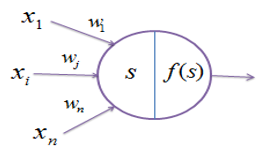 x₁ w₁
xᵢ wⱼ s f(s)
wₙ
xₙ